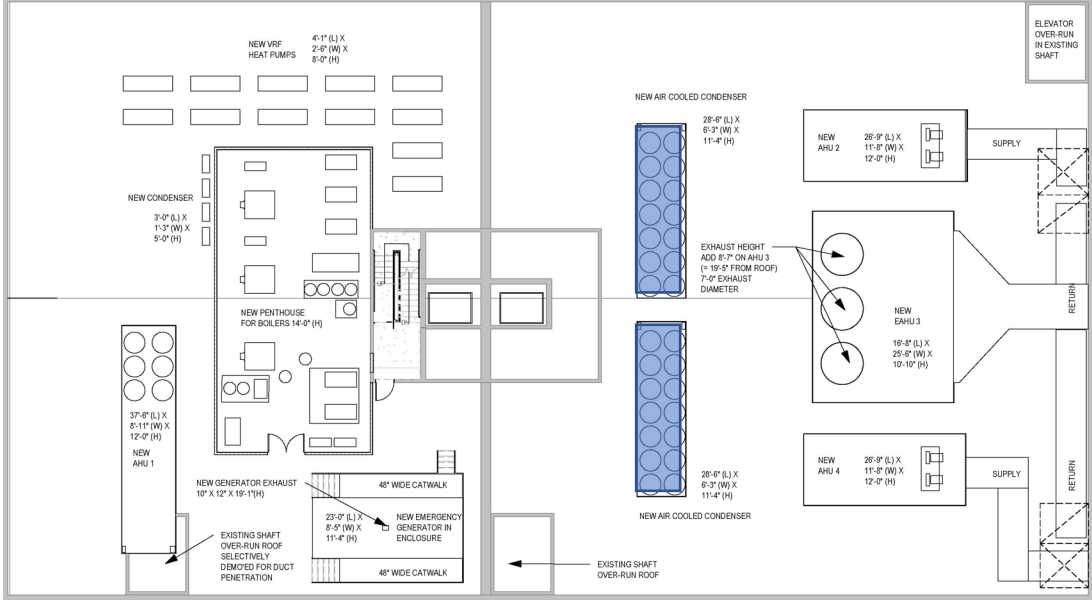 NEW VRF
HEAT PUMPS
4'-1" (L) X
2'-6" (W) X
8'-0" (H)
ELEVATOR
OVER-RUN
IN EXISTING
SHAFT
NEW AIR COOLED CONDENSER
28'-6" (L) X
6'-3" (W) X
11'-4" (H)
NEW
AHU 2
26'-9" (L) X
11'-8" (W) X
12'-0" (H)
SUPPLY
NEW CONDENSER
3'-0" (L) X
1'-3" (W) X
5'-0" (H)
EXHAUST HEIGHT
ADD 8'-7" ON AHU 3
(= 19'-5" FROM ROOF)
7'-0" EXHAUST
DIAMETER
NEW PENTHOUSE
FOR BOILERS 14'-0" (H)
NEW
EAHU 3
16'-8" (L) X
25'-6" (W) X
10'-10" (H)
RETURN
37'-6" (L) X
8'-11" (W) X
12'-0" (H)
NEW
AHU 1
NEW GENERATOR EXHAUST
10" X 12" X 19'-1"(H)
48" WIDE CATWALK
23'-0" (L) X
8'-5" (W) X
11'-4" (H)
NEW EMERGENCY
GENERATOR IN
ENCLOSURE
48" WIDE CATWALK
EXISTING SHAFT
OVER-RUN ROOF
SELECTIVELY
DEMO'ED FOR DUCT
PENETRATION
EXISTING SHAFT
OVER-RUN ROOF
28'-6" (L) X
6'-3" (W) X
11'-4" (H)
NEW AIR COOLED CONDENSER
NEW
AHU 4
26'-9" (L) X
11'-8" (W) X
12'-0" (H)
SUPPLY
RETURN